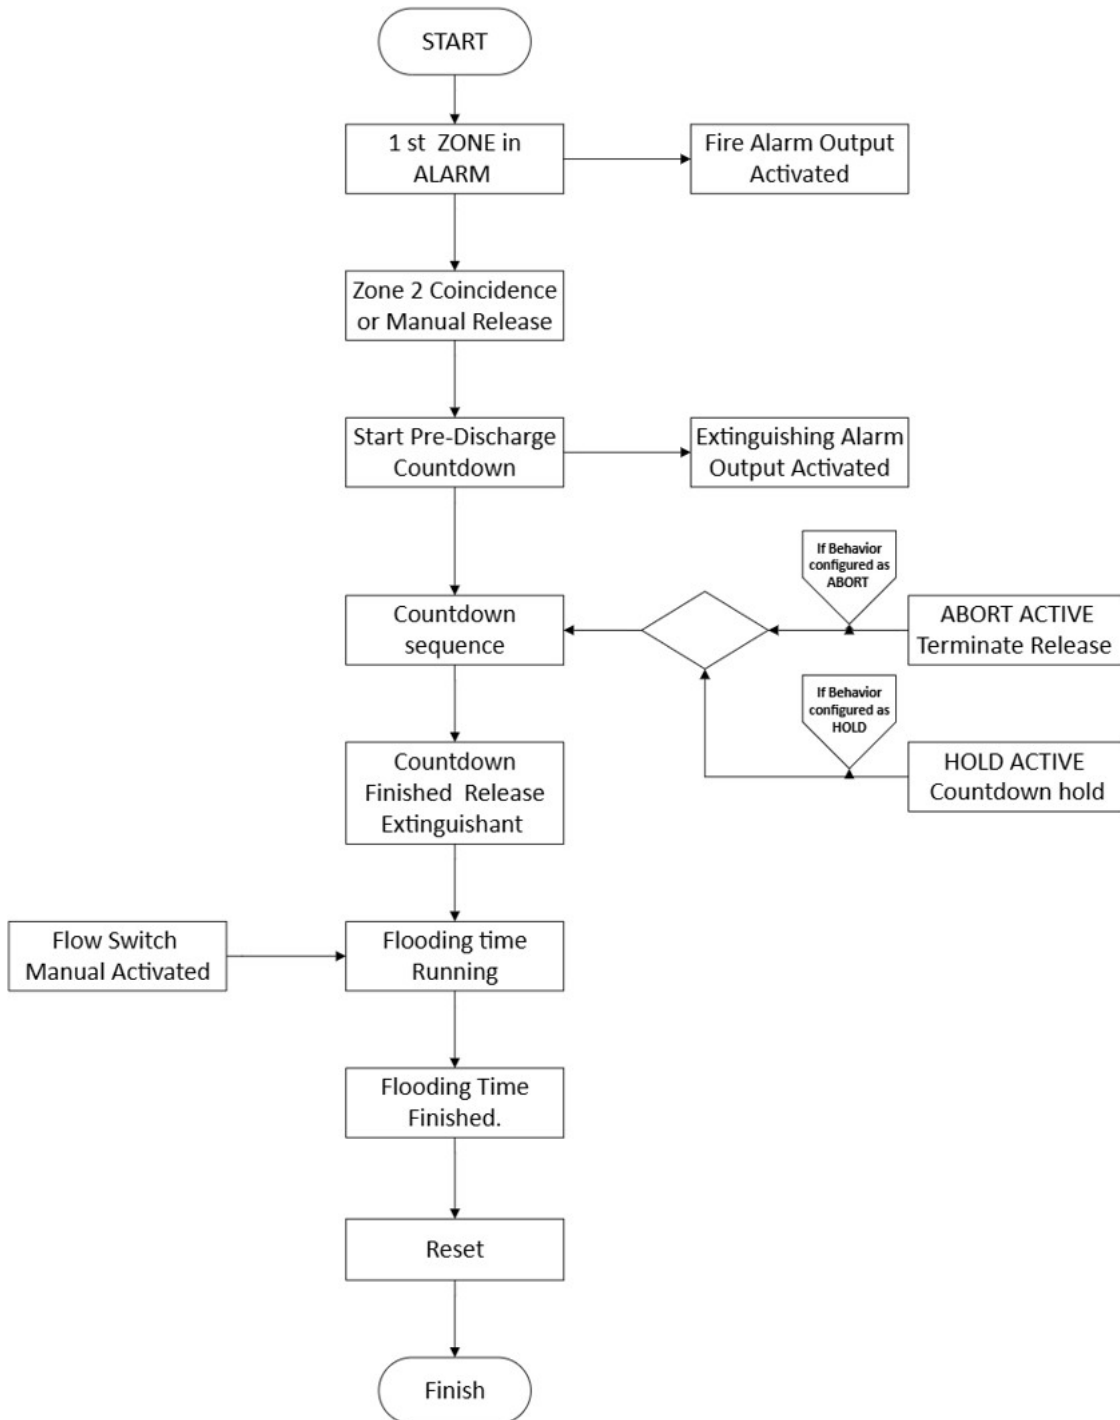 START
1 st  ZONE in
ALARM
Fire Alarm Output
Activated
Zone 2 Coincidence
or Manual Release
Start Pre-Discharge
Countdown
Extinguishing Alarm
Output Activated
If Behavior
configured as
ABORT
Countdown
sequence
ABORT ACTIVE
Terminate Release
If Behavior
configured as
HOLD
Countdown
Finished  Release
Extinguishant
HOLD ACTIVE
Countdown hold
Flow Switch
Manual Activated
Flooding time
Running
Flooding Time
Finished.
Reset
Finish